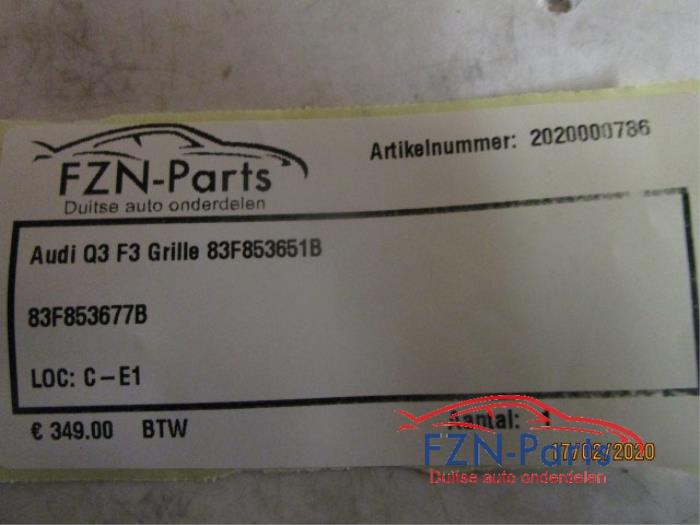 FZN-Parts
Duitse auto onderdelen
Artikelnummer: 2020000786
Audi Q3 F3 Grille 83F853651B
83F853677B
LOC: C-E1
€ 349.00 BTW
Aantal: 1
17/02/2020
FZN-Parts
Duitse auto onderdelen